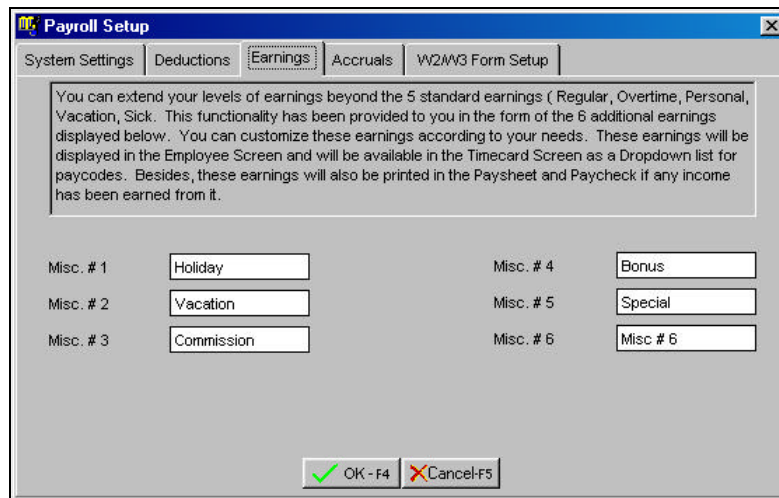 Payroll Setup
System Settings
Deductions
Earnings
Accruals
W2/W3 Form Setup
You can extend your levels of earnings beyond the 5 standard earnings ( Regular, Overtime, Personal,
Vacation, Sick. This functionality has been provided to you in the form of the 6 additional earnings
displayed below. You can customize these earnings according to your needs. These earnings will be
displayed in the Employee Screen and will be available in the Timecard Screen as a Dropdown list for
paycodes. Besides, these earnings will also be printed in the Paysheet and Paycheck if any income
has been earned from it.
Misc. # 1 Holiday
Misc. # 2 Vacation
Misc. # 3 Commission
Misc. # 4 Bonus
Misc. # 5 Special
Misc. # 6 Misc # 6
OK - F4
Cancel-F5